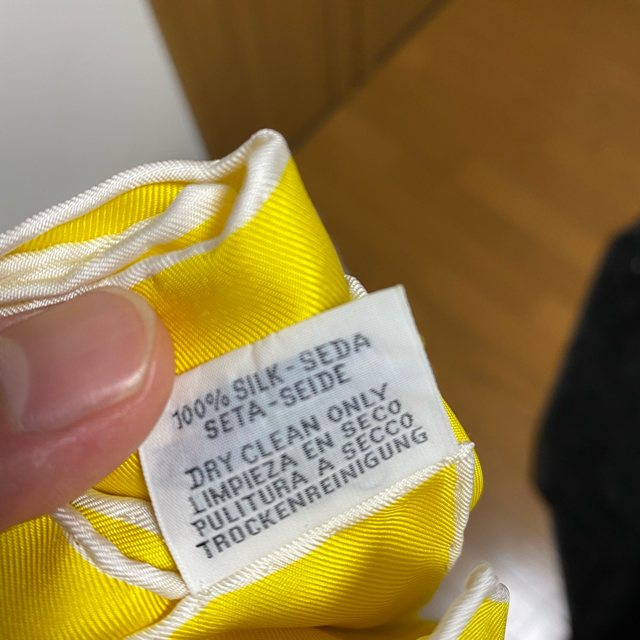 100% SILK-SEDA
SETA-SEIDE
DRY CLEAN ONLY
LIMPIEZA EN SECO
PULITURA A SECCO
TROCKENREINIGUNG